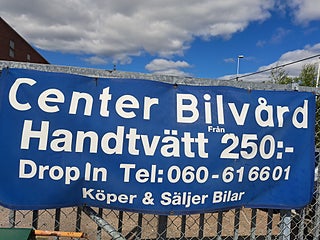 Center Bilvård
Från
Handtvätt 250:-
Drop In Tel: 060-616601
Köper & Säljer Bilar